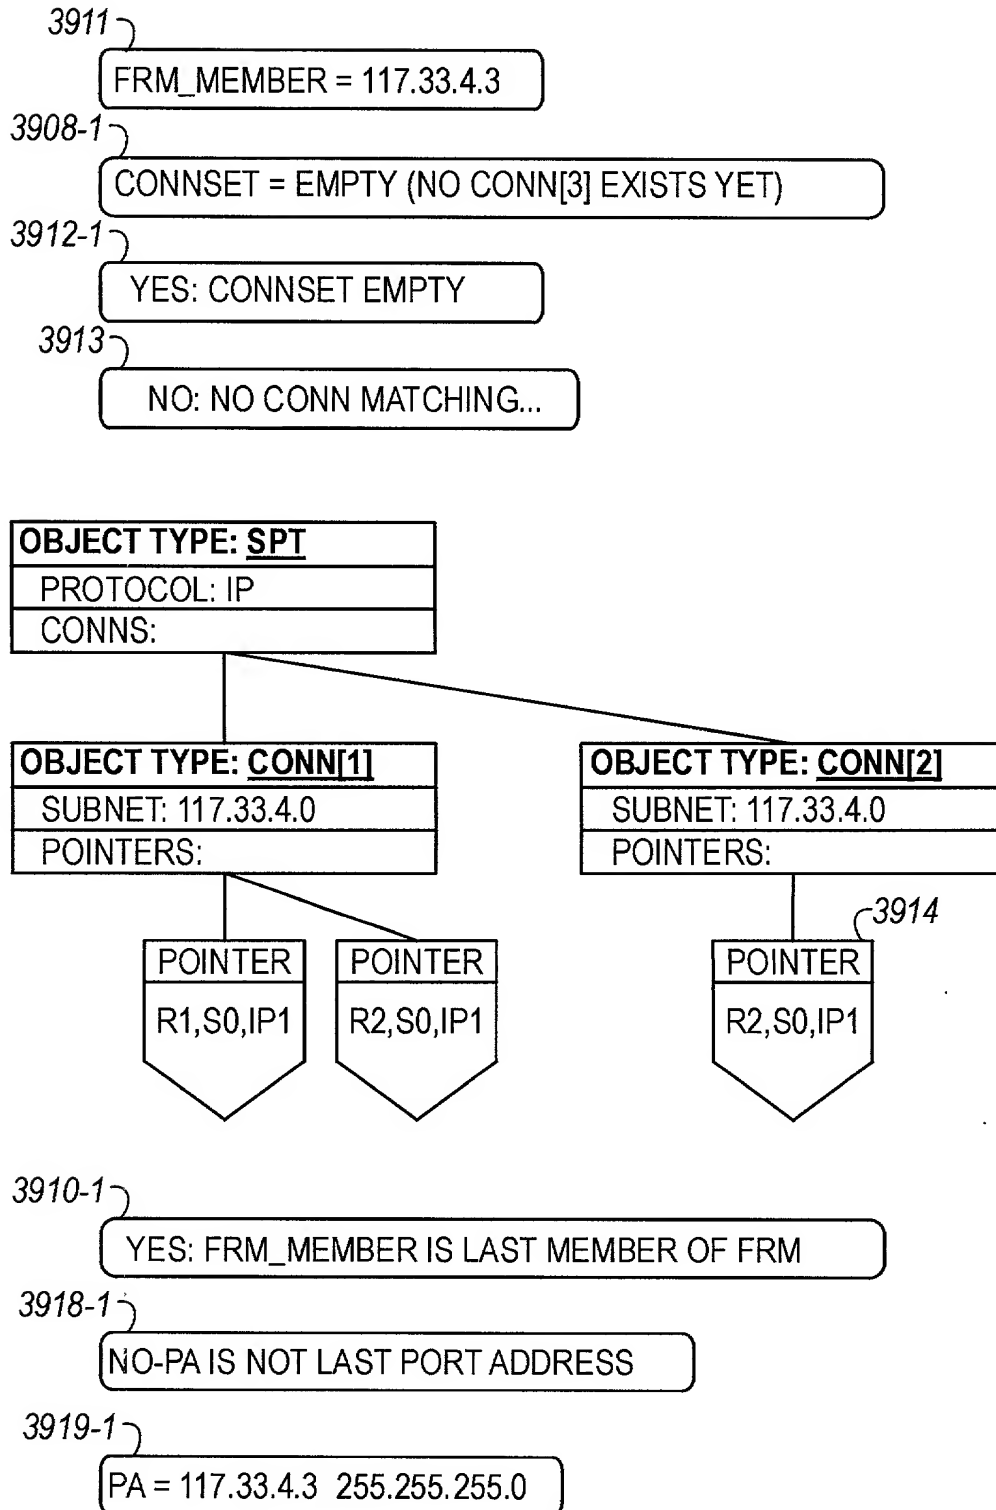 3911
FRM_MEMBER = 117.33.4.3
3908-1
CONNSET = EMPTY (NO CONN[3] EXISTS YET)
3912-1
YES: CONNSET EMPTY
3913
NO: NO CONN MATCHING...
OBJECT TYPE: SPT
PROTOCOL: IP
CONNS:
OBJECT TYPE: CONN[1]
SUBNET: 117.33.4.0
POINTERS:
OBJECT TYPE: CONN[2]
SUBNET: 117.33.4.0
POINTERS:
3914
POINTER
R1,S0,IP1
POINTER
R2,S0,IP1
POINTER
R2,S0,IP1
3910-1
YES: FRM_MEMBER IS LAST MEMBER OF FRM
3918-1
NO-PA IS NOT LAST PORT ADDRESS
3919-1
PA = 117.33.4.3 255.255.255.0